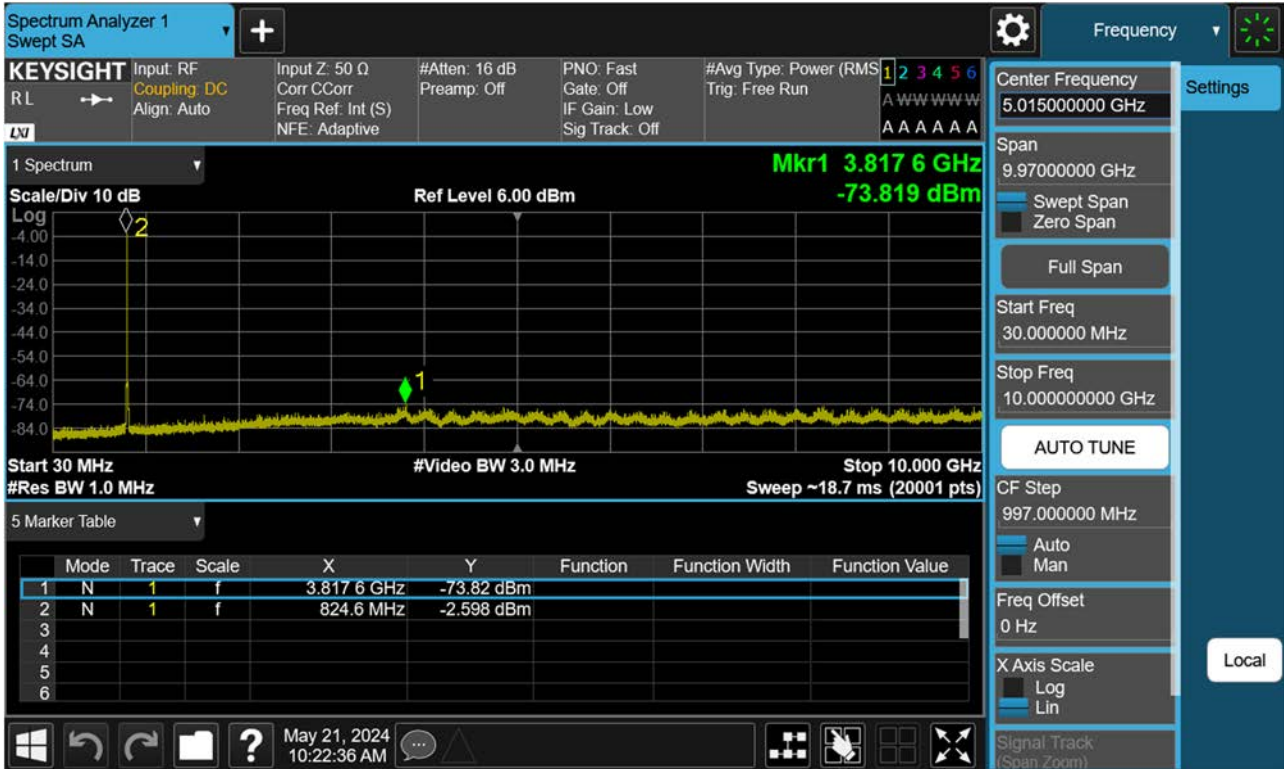 Spectrum Analyzer 1
Swept SA
+
Frequency
KEYSIGHT
RL
LXI
Input: RF
Coupling: DC
Align: Auto
Input Z: 50 Ω
Corr CCorr
Freq Ref: Int (S)
NFE: Adaptive
#Atten: 16 dB
Preamp: Off
PNO: Fast
Gate: Off
IF Gain: Low
Sig Track: Off
#Avg Type: Power (RMS
Trig: Free Run
1 2 3 4 5 6
A W W W W W
A A A A A A
1 Spectrum
Scale/Div 10 dB
Ref Level 6.00 dBm
Mkr1 3.817 6 GHz
-73.819 dBm
Log
-4.00
-14.0
-24.0
-34.0
-44.0
-54.0
-64.0
-74.0
-84.0
2
1
Start 30 MHz
#Video BW 3.0 MHz
Stop 10.000 GHz
#Res BW 1.0 MHz
Sweep ~18.7 ms (20001 pts)
5 Marker Table
Mode Trace Scale X Y Function Function Width Function Value
1 N 1 f 3.817 6 GHz -73.82 dBm
2 N 1 f 824.6 MHz -2.598 dBm
3
4
5
6
?
May 21, 2024
10:22:36 AM
Center Frequency
5.015000000 GHz
Span
9.97000000 GHz
Swept Span
Zero Span
Full Span
Start Freq
30.000000 MHz
Stop Freq
10.000000000 GHz
AUTO TUNE
CF Step
997.000000 MHz
Auto
Man
Freq Offset
0 Hz
X Axis Scale
Log
Lin
Signal Track
(Span Zoom)
Settings
Local